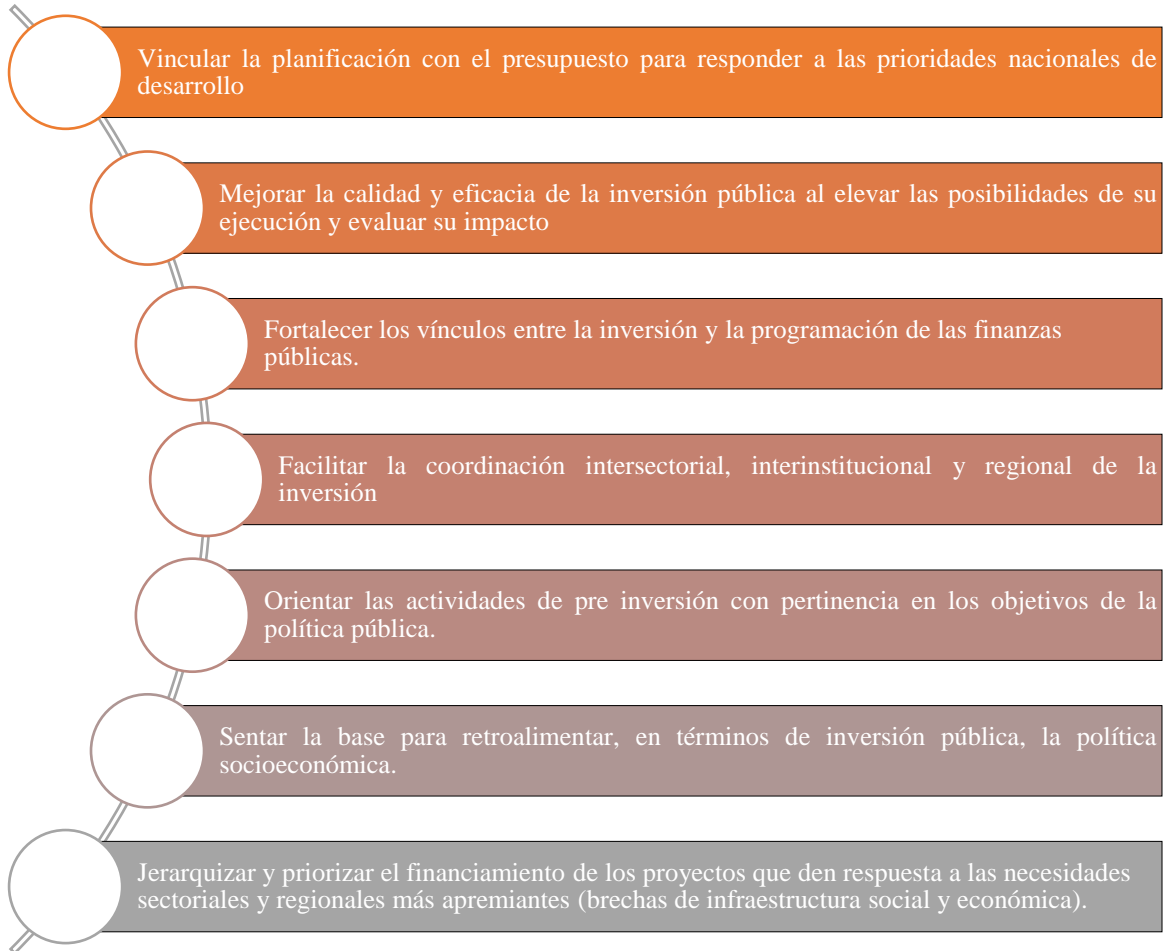 Vincular la planificación con el presupuesto para responder a las prioridades nacionales de
desarrollo
Mejorar la calidad y eficacia de la inversión pública al elevar las posibilidades de su
ejecución y evaluar su impacto
Fortalecer los vínculos entre la inversión y la programación de las finanzas
públicas.
Facilitar la coordinación intersectorial, interinstitucional y regional de la
inversión
Orientar las actividades de pre inversión con pertinencia en los objetivos de la
política pública.
Sentar la base para retroalimentar, en términos de inversión pública, la política
socioeconómica.
Jerarquizar y priorizar el financiamiento de los proyectos que den respuesta a las necesidades
sectoriales y regionales más apremiantes (brechas de infraestructura social y económica).